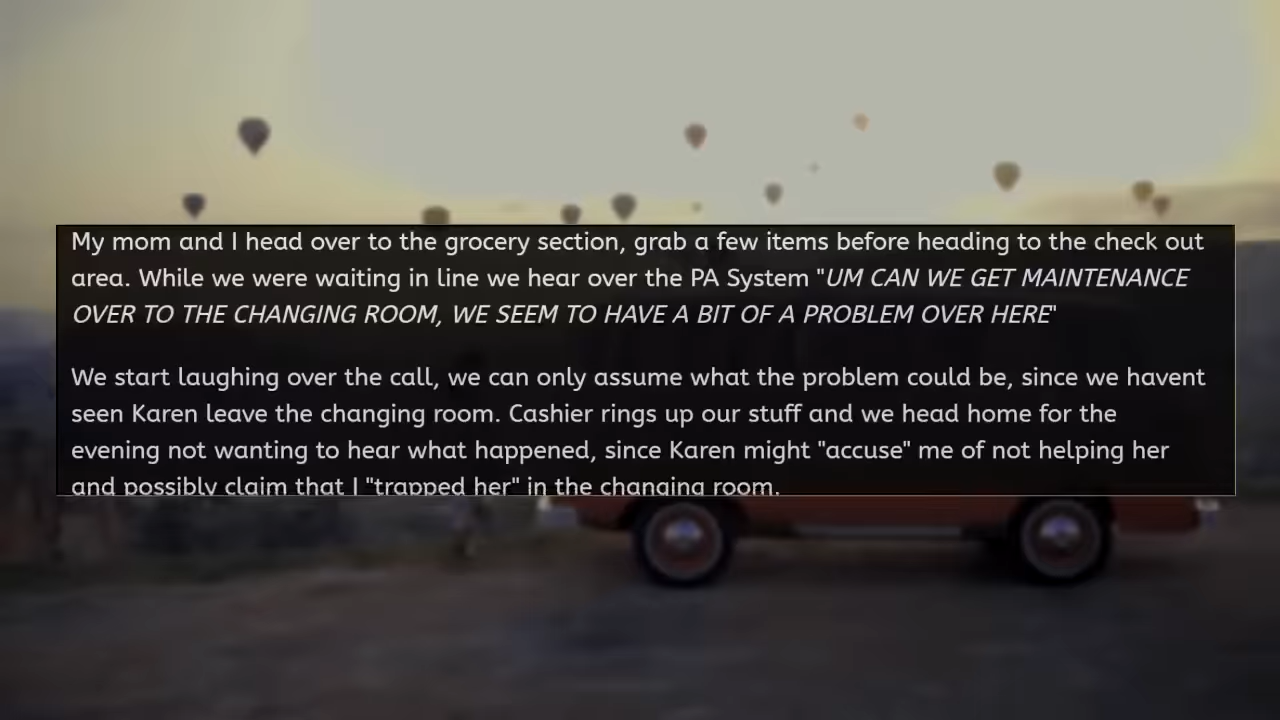 My mom and I head over to the grocery section, grab a few items before heading to the check out
area. While we were waiting in line we hear over the PA System "UM CAN WE GET MAINTENANCE
OVER TO THE CHANGING ROOM, WE SEEM TO HAVE A BIT OF A PROBLEM OVER HERE"
We start laughing over the call, we can only assume what the problem could be, since we havent
seen Karen leave the changing room. Cashier rings up our stuff and we head home for the
evening not wanting to hear what happened, since Karen might "accuse" me of not helping her
and possibly claim that I "trapped her" in the changing room.